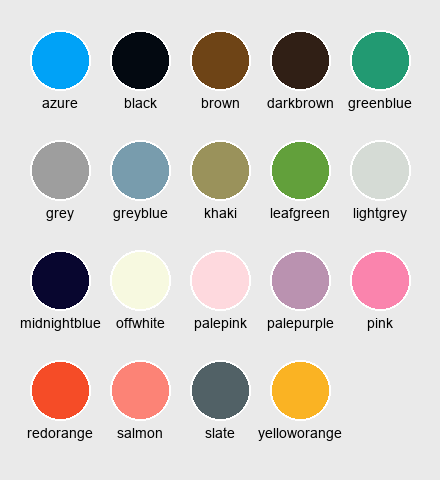 azure black brown darkbrown greenblue
grey greyblue khaki leafgreen lightgrey
midnightblue offwhite palepink palepurple pink
redorange salmon slate yelloworange